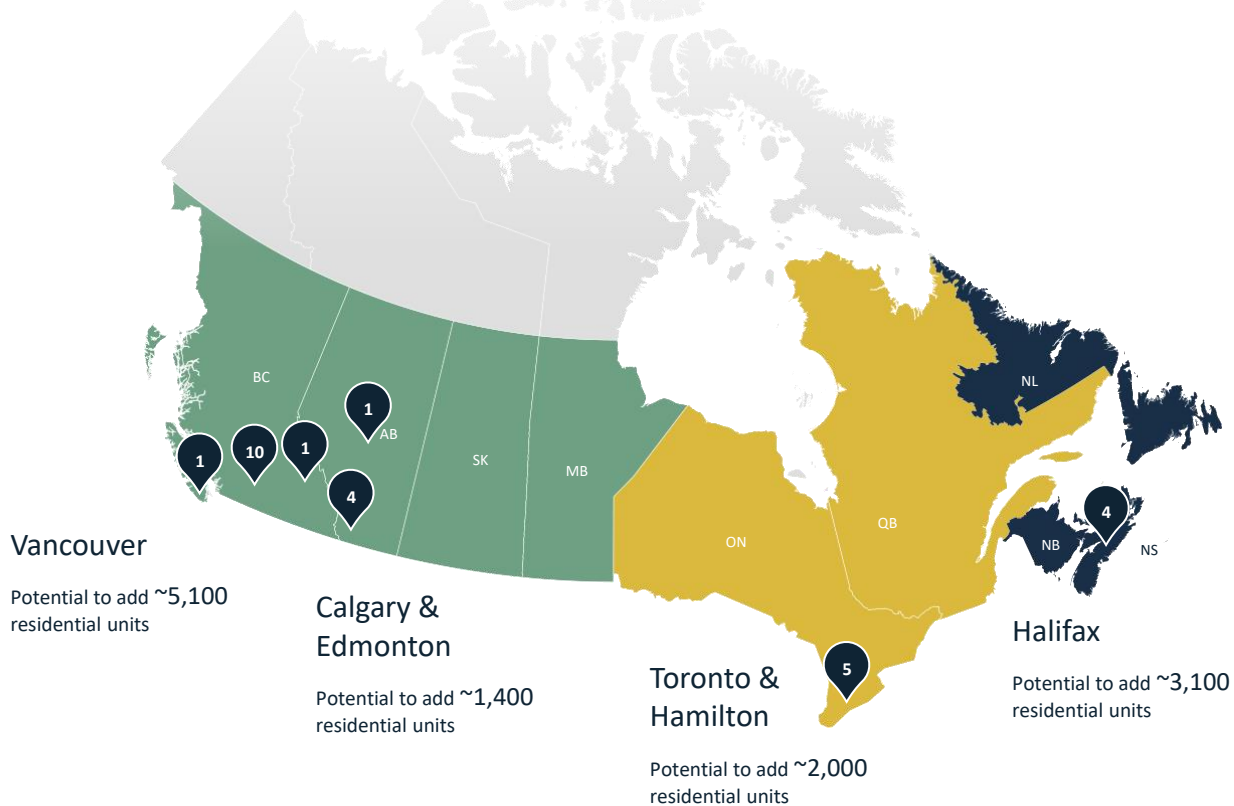 BC
1
AB
1
10
1
4
SK
MB
ON
QB
NL
NB
4
NS
5
Vancouver
Potential to add ~5,100
residential units
Calgary &
Edmonton
Potential to add ~1,400
residential units
Toronto &
Hamilton
Potential to add ~2,000
residential units
Halifax
Potential to add ~3,100
residential units